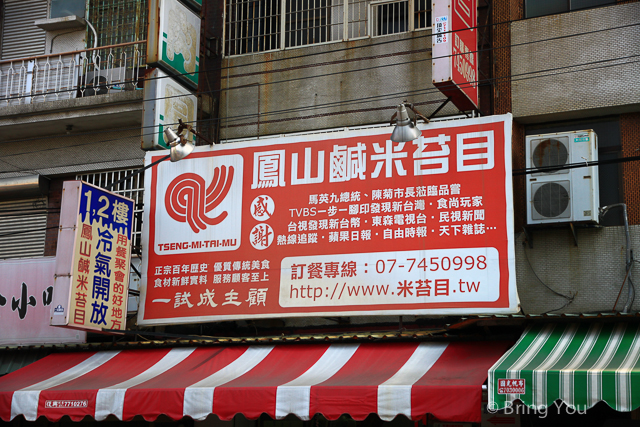 鳳山鹹米苔目
TSENG-MI-TAI-MU
感謝
馬英九總統、陳菊市長蒞臨品嘗
TVBS一步一腳印發現新台灣·食尚玩家
台視發現新台幣·東森電視台·民視新聞
熱線追蹤·蘋果日報·自由時報·天下雜誌…
正宗百年歷史 優質傳統美食
食材新鮮實料 服務顧客至上
一試成主顧
訂餐專線：07-7450998
http://www.米苔目.tw
1.2樓
冷氣開放
用餐聚會的好地方
鳳山鹹米苔目
小
7710276
國光帆布
7939086
© Bring You